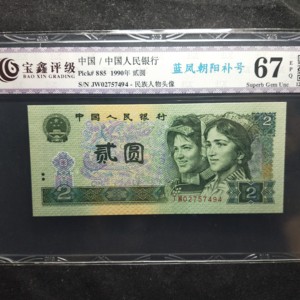 宝鑫评级
BAO XIN GRADING
中国 / 中国人民银行
Pick# 885 1990年 贰圆
S/N JW02757494 - 民族人物头像
蓝凤朝阳补号
67
EPQ
Superb Gem Unc
中国人民银行
2
贰圆
2
JW02757494